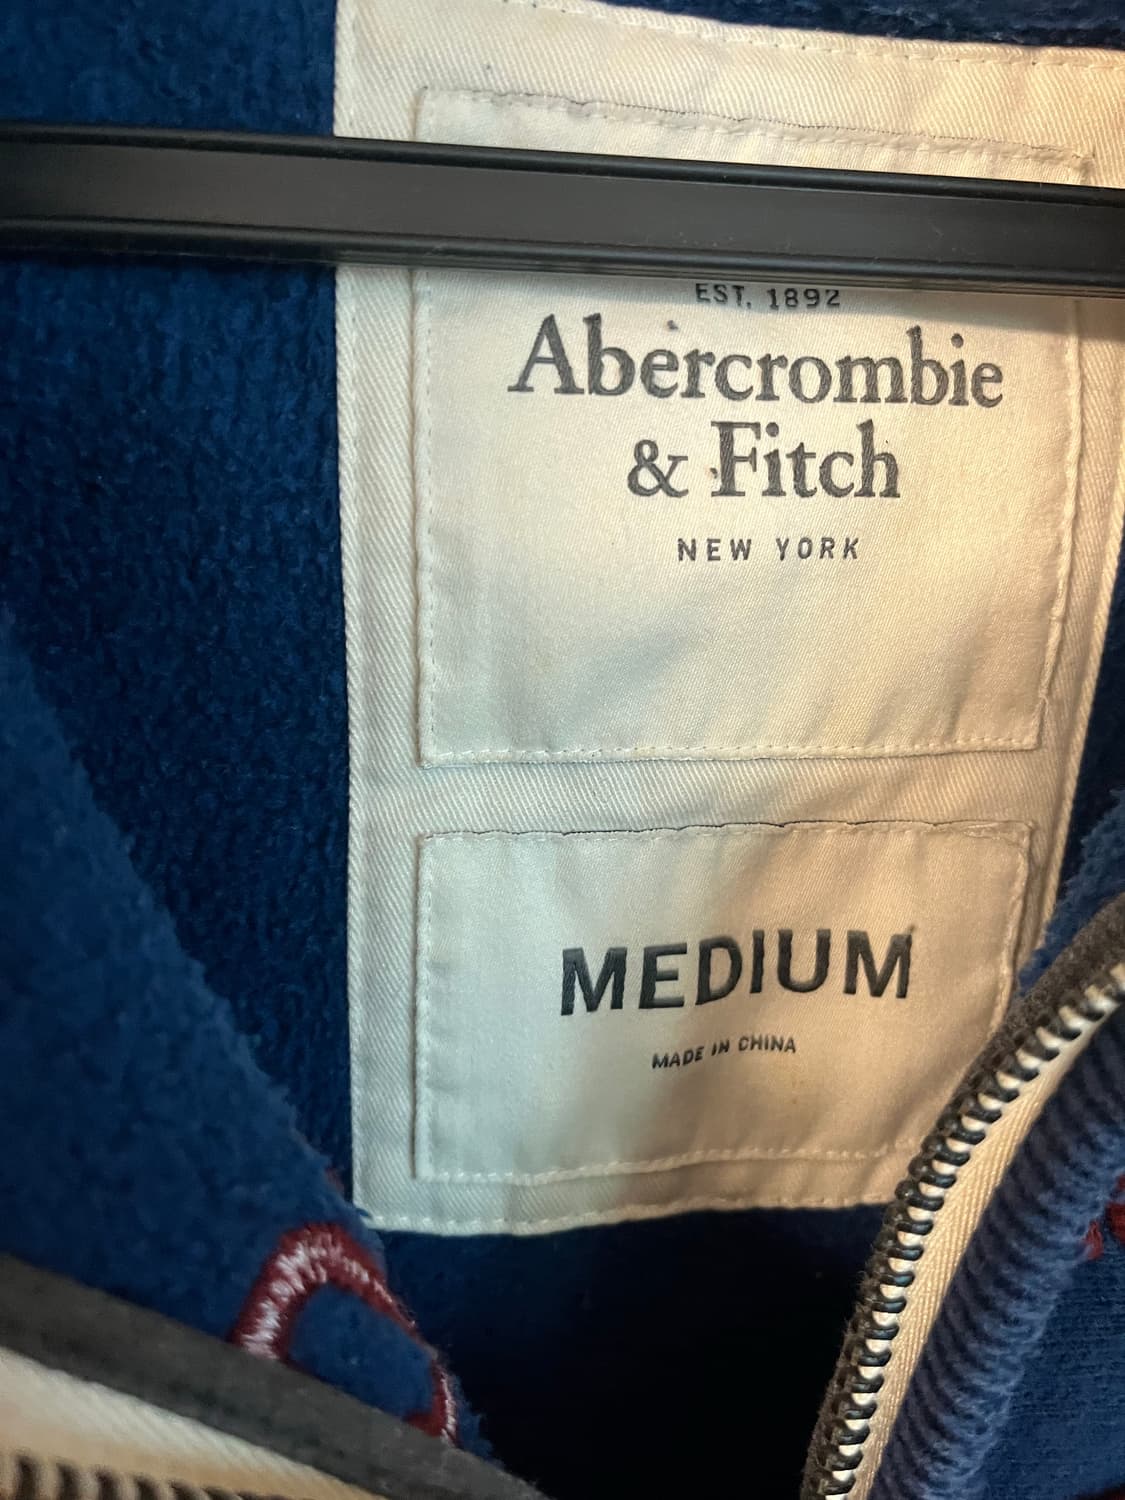 EST. 1892
Abercrombie
& Fitch
NEW YORK
MEDIUM
MADE IN CHINA